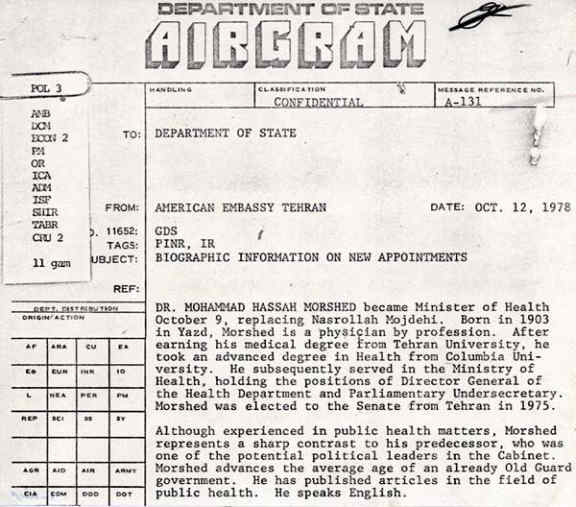 DEPARTMENT OF STATE
AIRGRAM
POL 3
AMB
DCM
ECON 2
PM
OR
ICA
ADM
ISF
SHIR
TABR
CRU 2
11 gam
HANDLING
CLASSIFICATION
CONFIDENTIAL
MESSAGE REFERENCE NO.
A-131
TO: DEPARTMENT OF STATE
FROM: AMERICAN EMBASSY TEHRAN DATE: OCT. 12, 1978
O. 11652: GDS
TAGS: PINR, IR
UBJECT: BIOGRAPHIC INFORMATION ON NEW APPOINTMENTS
REF:
DEPT. DISTRIBUTION
ORIGIN/ACTION
AF ARA CU EA
EB EUR INR IO
L NEA PER PM
REP SCI SS SY
AGR AID AIR ARMY
CIA COM DOD DOT
DR. MOHAMMAD HASSAH MORSHED became Minister of Health
October 9, replacing Nasrollah Mojdehi. Born in 1903
in Yazd, Morshed is a physician by profession. After
earning his medical degree from Tehran University, he
took an advanced degree in Health from Columbia Uni-
versity. He subsequently served in the Ministry of
Health, holding the positions of Director General of
the Health Department and Parliamentary Undersecretary.
Morshed was elected to the Senate from Tehran in 1975.
Although experienced in public health matters, Morshed
represents a sharp contrast to his predecessor, who was
one of the potential political leaders in the Cabinet.
Morshed advances the average age of an already Old Guard
government. He has published articles in the field of
public health. He speaks English.